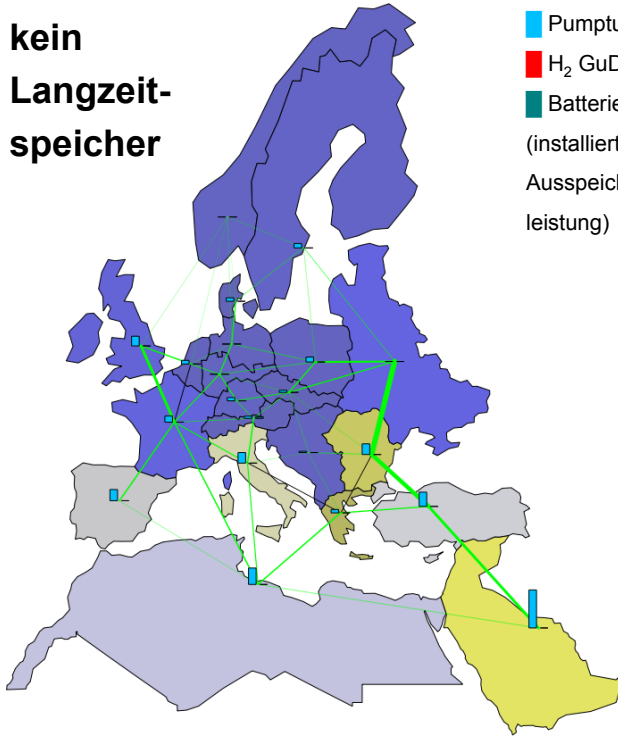 kein
Langzeit-
speicher
Pumptu
H₂ GuD
Batterie
(installiert
Ausspeich
leistung)